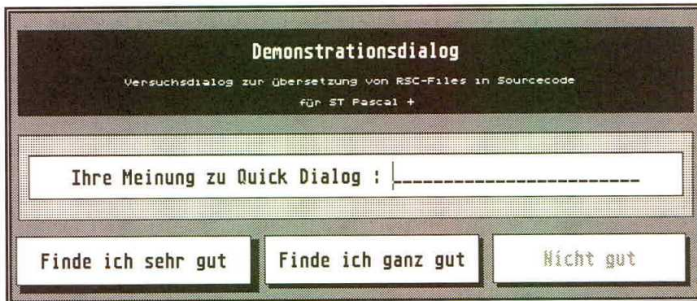 Demonstrationsdialog
Versuchsdialog zur übersetzung von RSC-Files in Sourcecode
für ST Pascal +
Ihre Meinung zu Quick Dialog : |________________________
Finde ich sehr gut
Finde ich ganz gut
Nicht gut